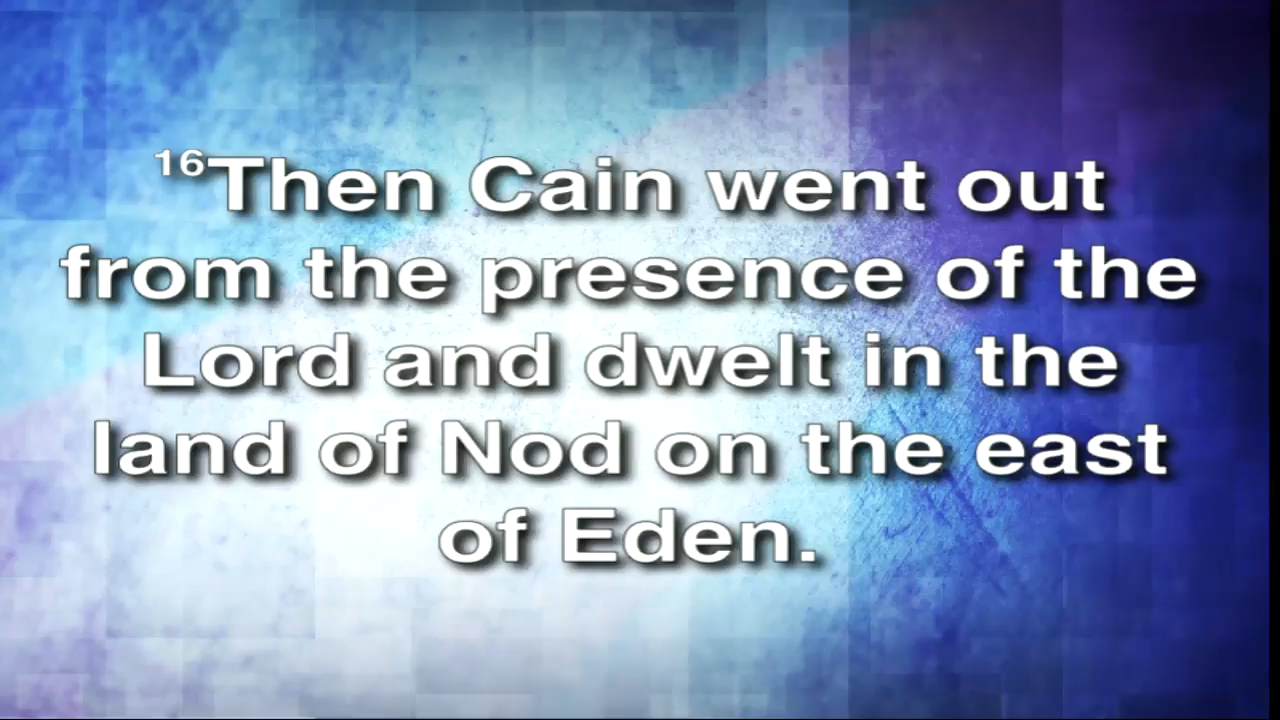 ¹⁶Then Cain went out
from the presence of the
Lord and dwelt in the
land of Nod on the east
of Eden.